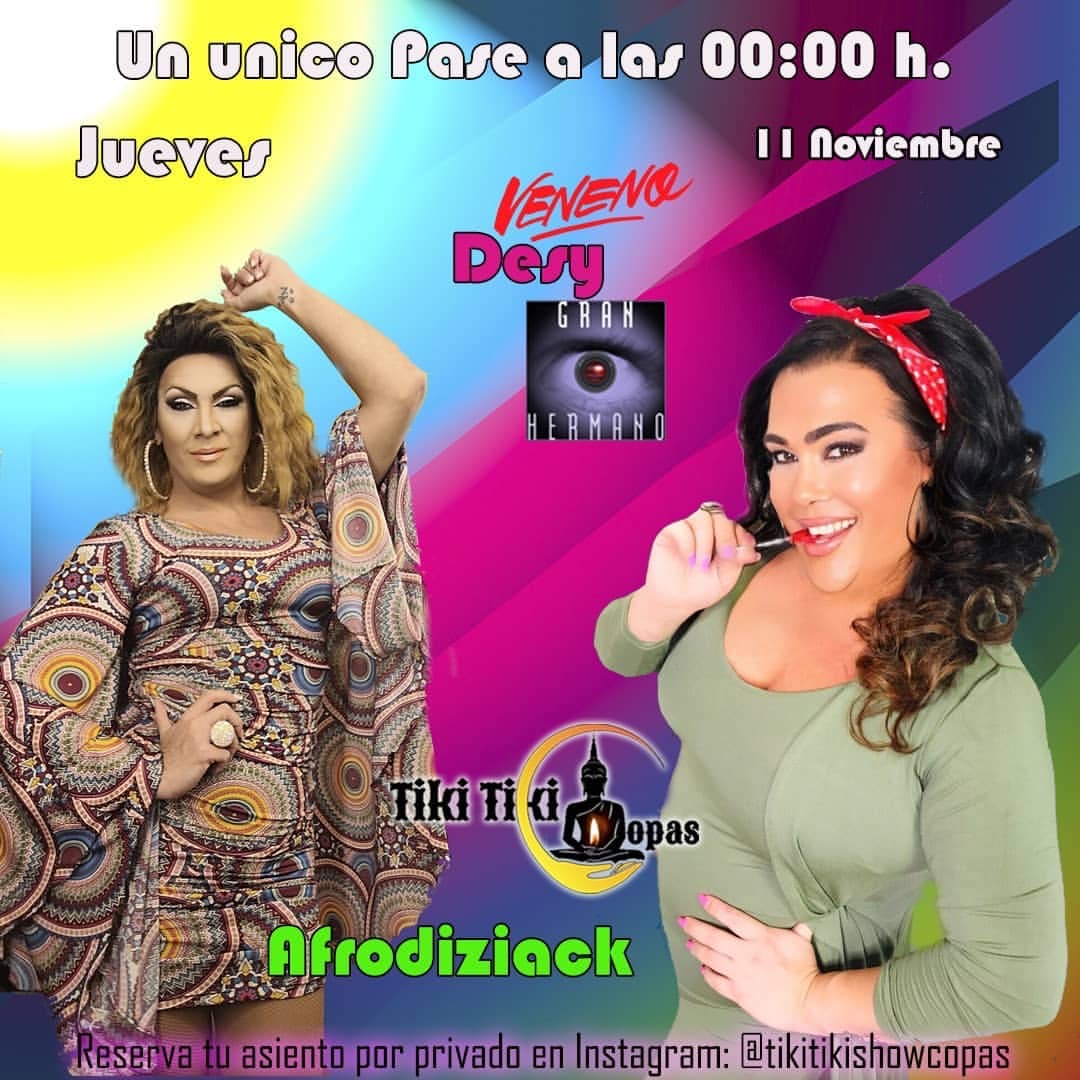 Un unico Pase a las 00:00 h.
Jueves
11 Noviembre
VENENO
Desy
GRAN
HERMANO
Tiki Tiki
Copas
Afrodiziack
Reserva tu asiento por privado en Instagram: @tikitikishowcopas